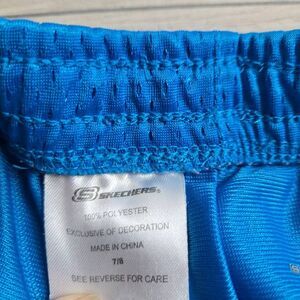 S SKECHERS
100% POLYESTER
EXCLUSIVE OF DECORATION
MADE IN CHINA
7/8
SEE REVERSE FOR CARE